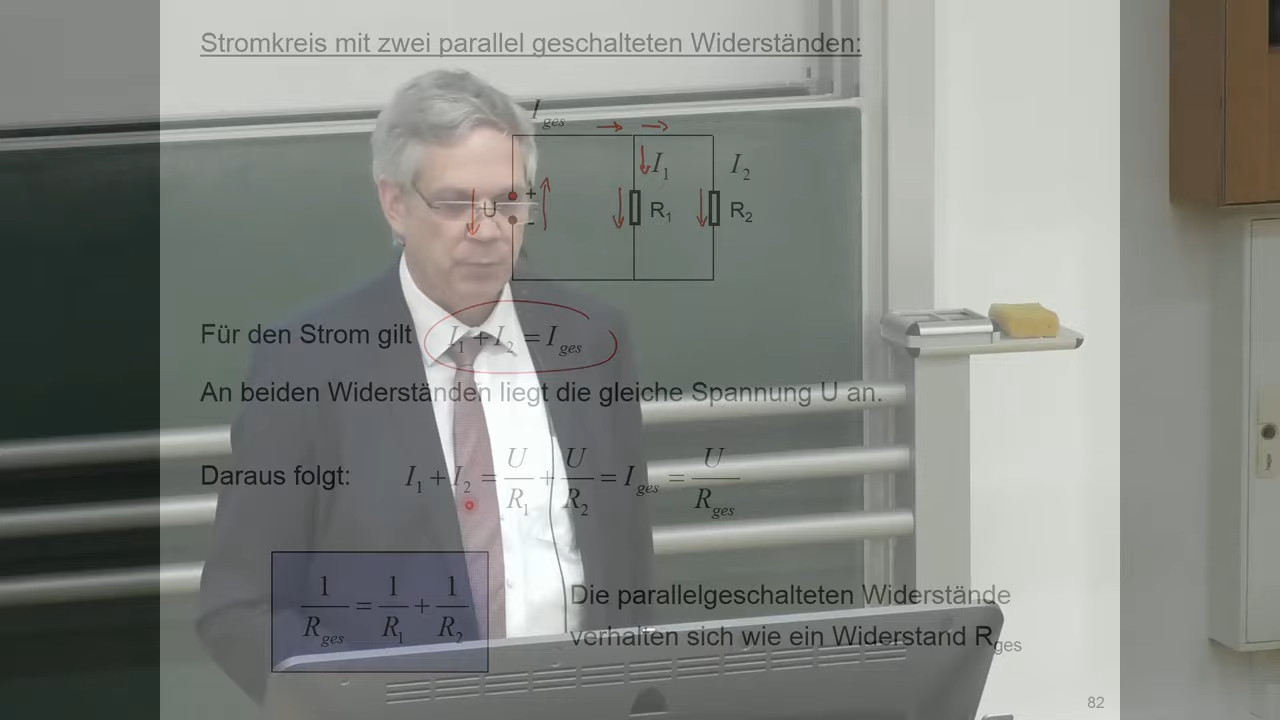 Stromkreis mit zwei parallel geschalteten Widerständen:
I_ges
I_1 I_2
+
U
-
R_1 R_2
Für den Strom gilt I_1 + I_2 = I_ges
An beiden Widerständen liegt die gleiche Spannung U an.
Daraus folgt: I_1 + I_2 = U/R_1 + U/R_2 = I_ges = U/R_ges
1/R_ges = 1/R_1 + 1/R_2
Die parallelgeschalteten Widerstände
verhalten sich wie ein Widerstand R_ges
82